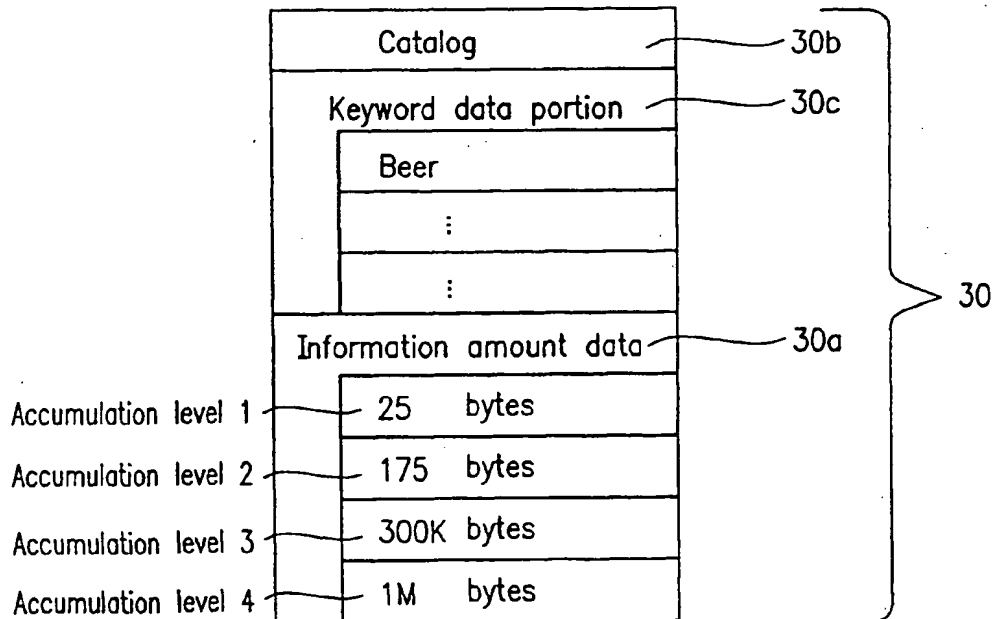 Catalog 30b
Keyword data portion 30c
Beer
⋮
⋮
30
Information amount data 30a
Accumulation level 1 25 bytes
Accumulation level 2 175 bytes
Accumulation level 3 300K bytes
Accumulation level 4 1M bytes